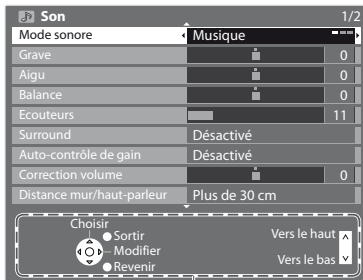 Son 1/2
Mode sonore Musique
Grave 0
Aigu 0
Balance 0
Ecouteurs 11
Surround Désactivé
Auto-contrôle de gain Désactivé
Correction volume 0
Distance mur/haut-parleur Plus de 30 cm
Choisir
Sortir Vers le haut
Modifier
Revenir Vers le bas